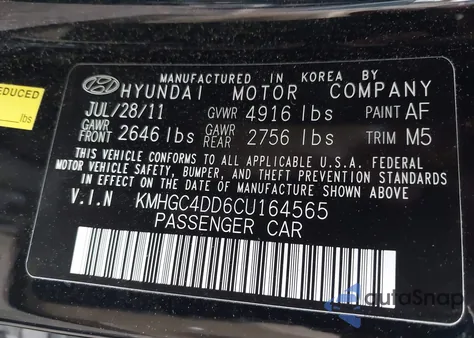 REDUCED
lbs
MANUFACTURED IN KOREA BY
HYUNDAI MOTOR COMPANY
JUL/28/11 GVWR 4916 lbs PAINT AF
GAWR FRONT 2646 lbs GAWR REAR 2756 lbs TRIM M5
THIS VEHICLE CONFORMS TO ALL APPLICABLE U.S.A. FEDERAL
MOTOR VEHICLE SAFETY, BUMPER, AND THEFT PREVENTION STANDARDS
IN EFFECT ON THE DATE OF MANUFACTURE SHOWN ABOVE
V.I.N KMHGC4DD6CU164565
PASSENGER CAR
autoSnap